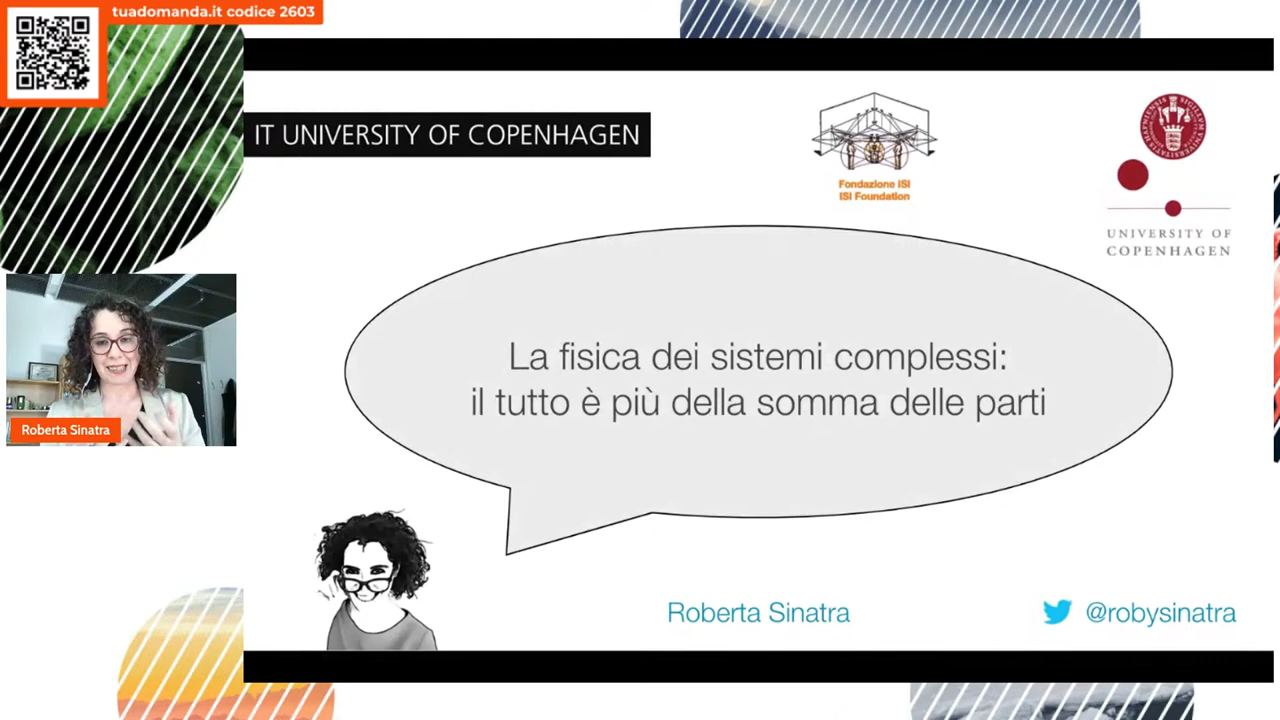 tuadomanda.it codice 2603
IT UNIVERSITY OF COPENHAGEN
Fondazione ISI
ISI Foundation
UNIVERSITY OF
COPENHAGEN
La fisica dei sistemi complessi:
il tutto è più della somma delle parti
Roberta Sinatra
Roberta Sinatra
@robysinatra